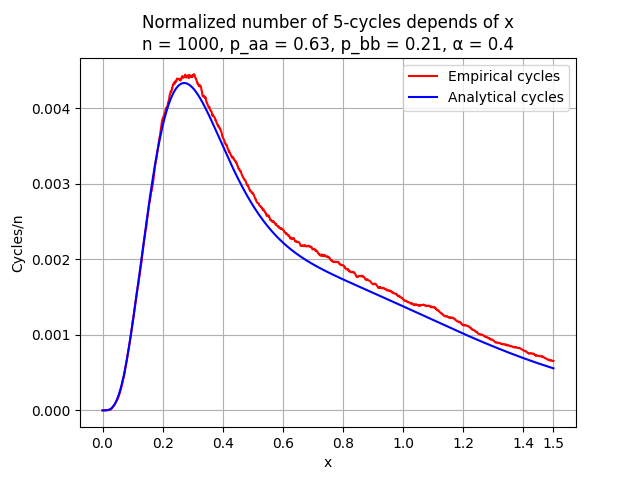 Normalized number of 5-cycles depends of x
n = 1000, p_aa = 0.63, p_bb = 0.21, α = 0.4
Empirical cycles
Analytical cycles
0.004
0.003
0.002
0.001
0.000
Cycles/n
0.0 0.2 0.4 0.6 0.8 1.0 1.2 1.4 1.5
x